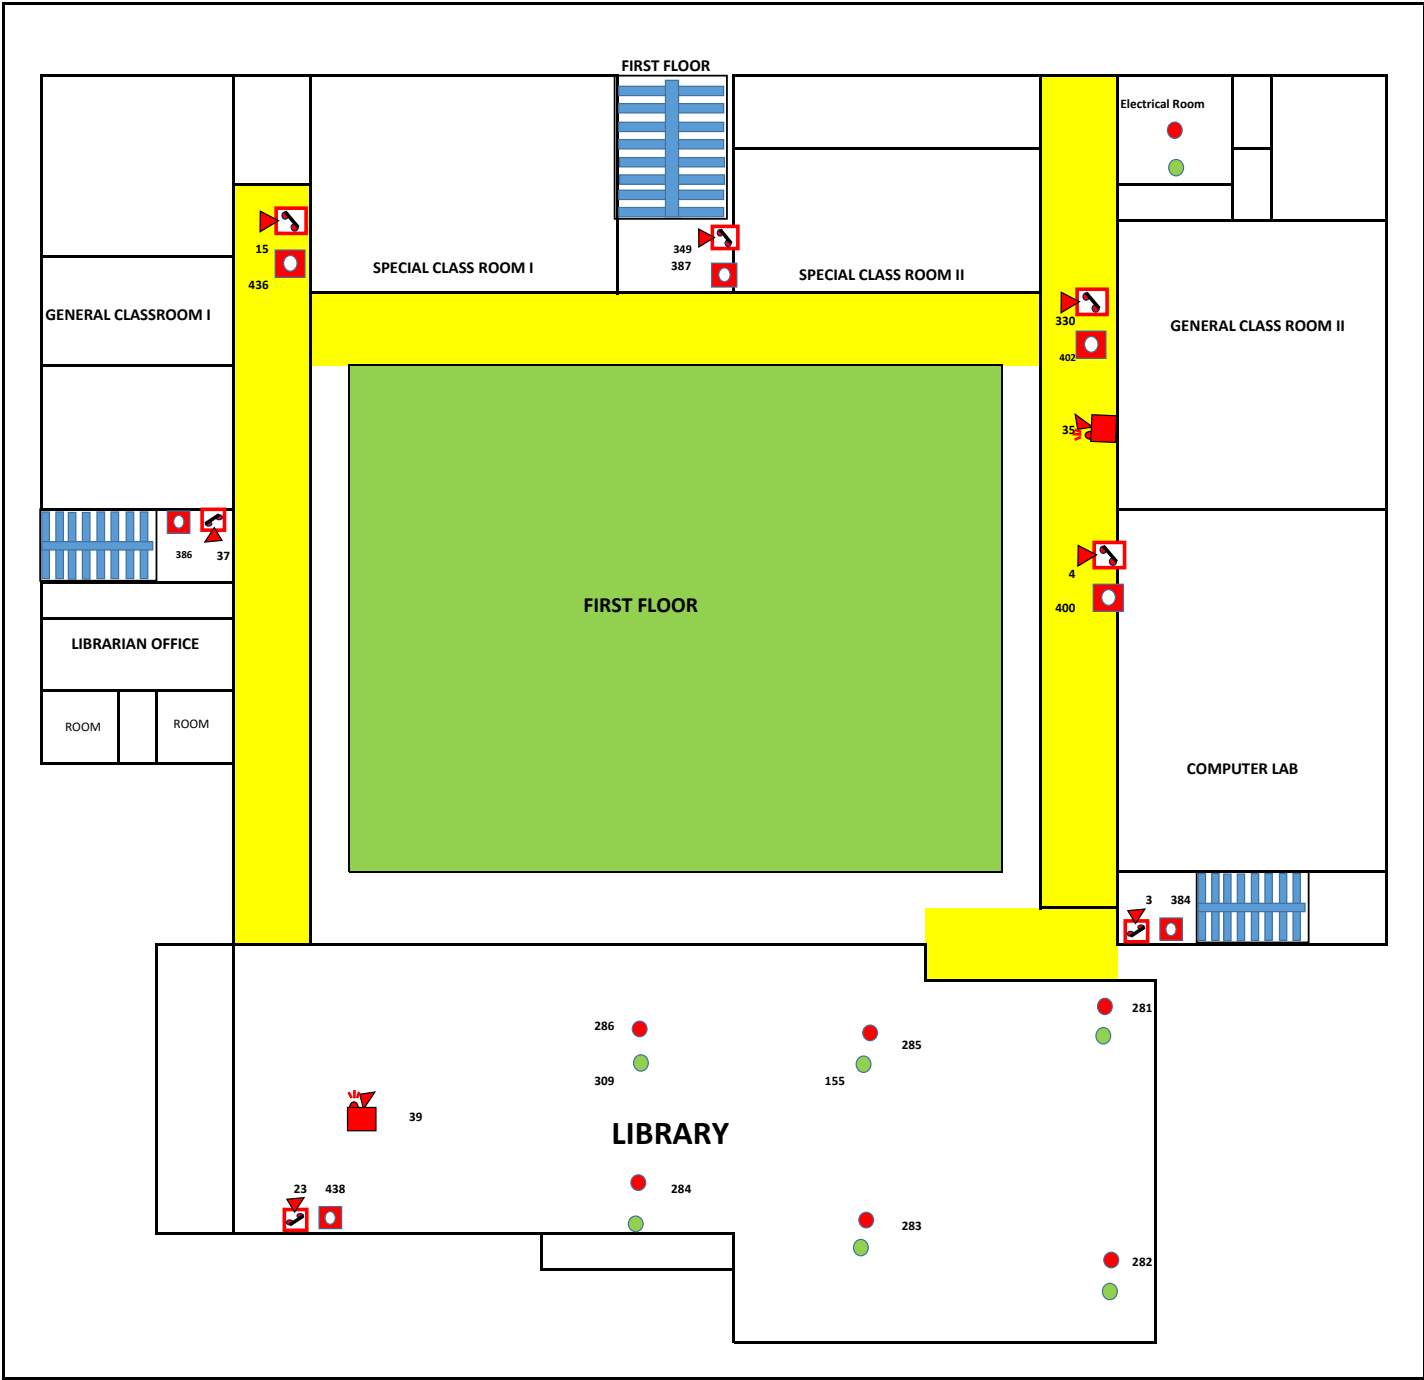 FIRST FLOOR
Electrical Room
15
436
SPECIAL CLASS ROOM I
349
387
SPECIAL CLASS ROOM II
GENERAL CLASSROOM I
330
402
GENERAL CLASS ROOM II
35
386
37
4
400
FIRST FLOOR
LIBRARIAN OFFICE
ROOM
ROOM
COMPUTER LAB
3
384
286
309
285
155
281
39
LIBRARY
23
438
284
283
282